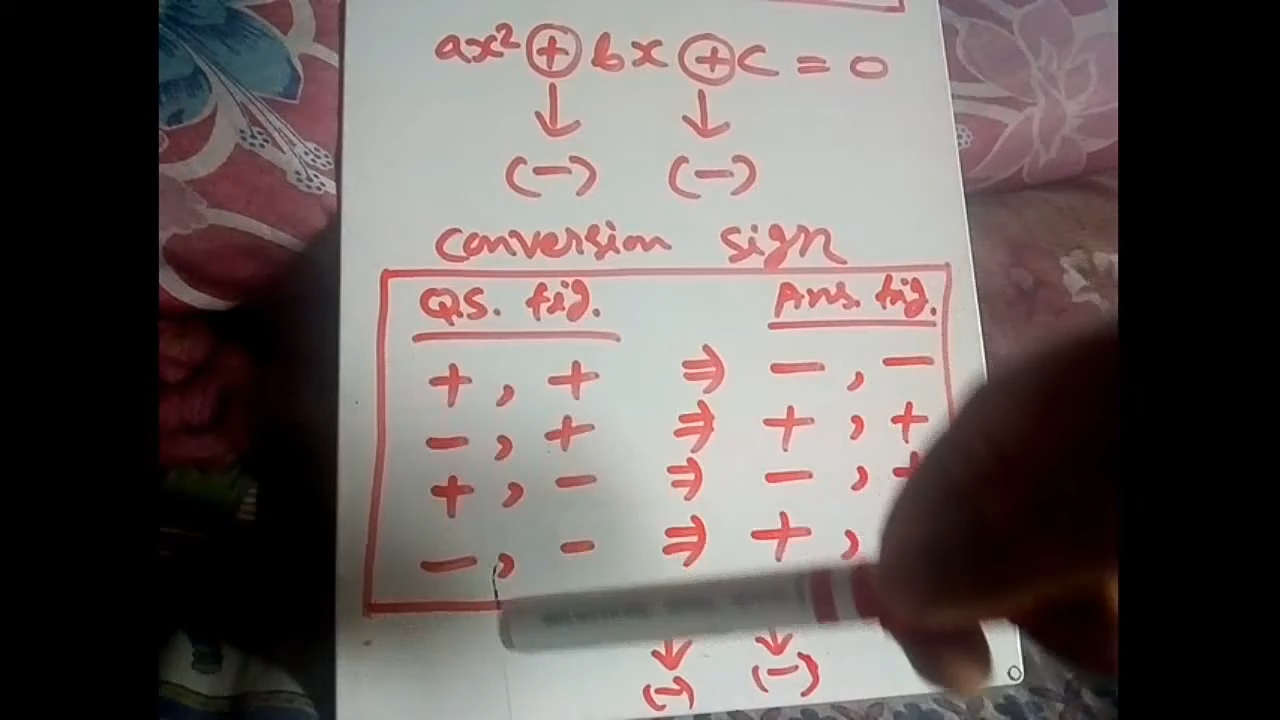 ax² + bx + c = 0
(-) (-)
conversion sign
QS. fig. Ans. fig.
+ , + ⇒ - , -
- , + ⇒ + , +
+ , - ⇒ - , +
- , - ⇒ + ,
(-) (-)